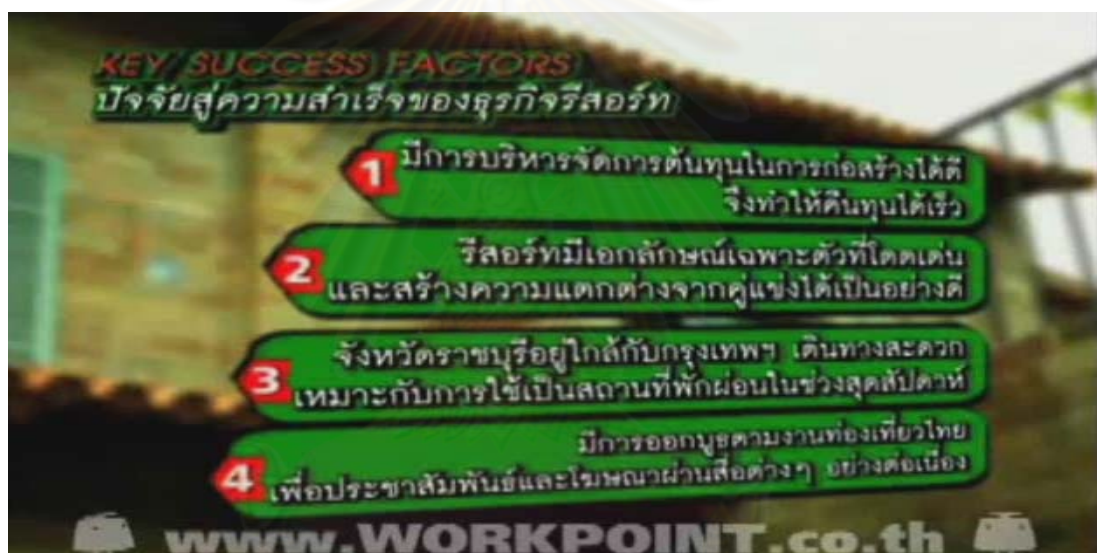 KEY SUCCESS FACTORS
ปัจจัยสู่ความสำเร็จของธุรกิจรีสอร์ท
1 มีการบริหารจัดการต้นทุนในการก่อสร้างได้ดี
จึงทำให้คืนทุนได้เร็ว
รีสอร์ทมีเอกลักษณ์เฉพาะตัวที่โดดเด่น
2 และสร้างความแตกต่างจากคู่แข่งได้เป็นอย่างดี
จังหวัดราชบุรีอยู่ใกล้กับกรุงเทพฯ เดินทางสะดวก
3 เหมาะกับการใช้เป็นสถานที่พักผ่อนในช่วงสุดสัปดาห์
มีการออกบูธตามงานท่องเที่ยวไทย
4 เพื่อประชาสัมพันธ์และโฆษณาผ่านสื่อต่างๆ อย่างต่อเนื่อง
www.WORKPOINT.co.th